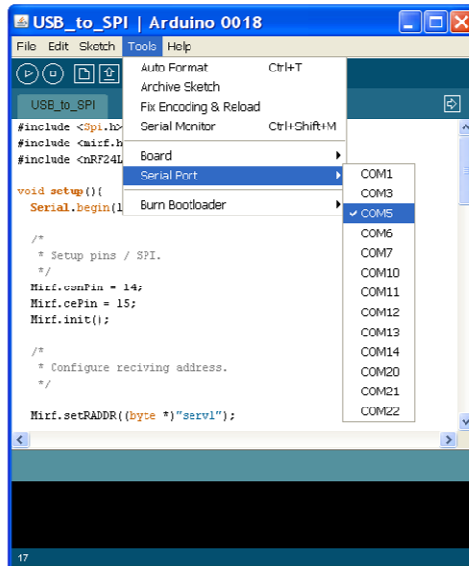 USB_to_SPI | Arduino 0018
File Edit Sketch Tools Help
USB_to_SPI
Auto Format Ctrl+T
Archive Sketch
Fix Encoding & Reload
Serial Monitor Ctrl+Shift+M
Board
Serial Port
Burn Bootloader
COM1
COM3
COM5
COM6
COM7
COM10
COM11
COM12
COM13
COM14
COM20
COM21
COM22
#include <Spi.h>
#include <mirf.h
#include <nRF24L
void setup(){
Serial.begin(
/*
* Setup pins / SPI.
*/
Mirf.csnPin = 14;
Mirf.cePin = 15;
Mirf.init();
/*
* Configure reciving address.
*/
Mirf.setRADDR((byte *)"serv1");
17